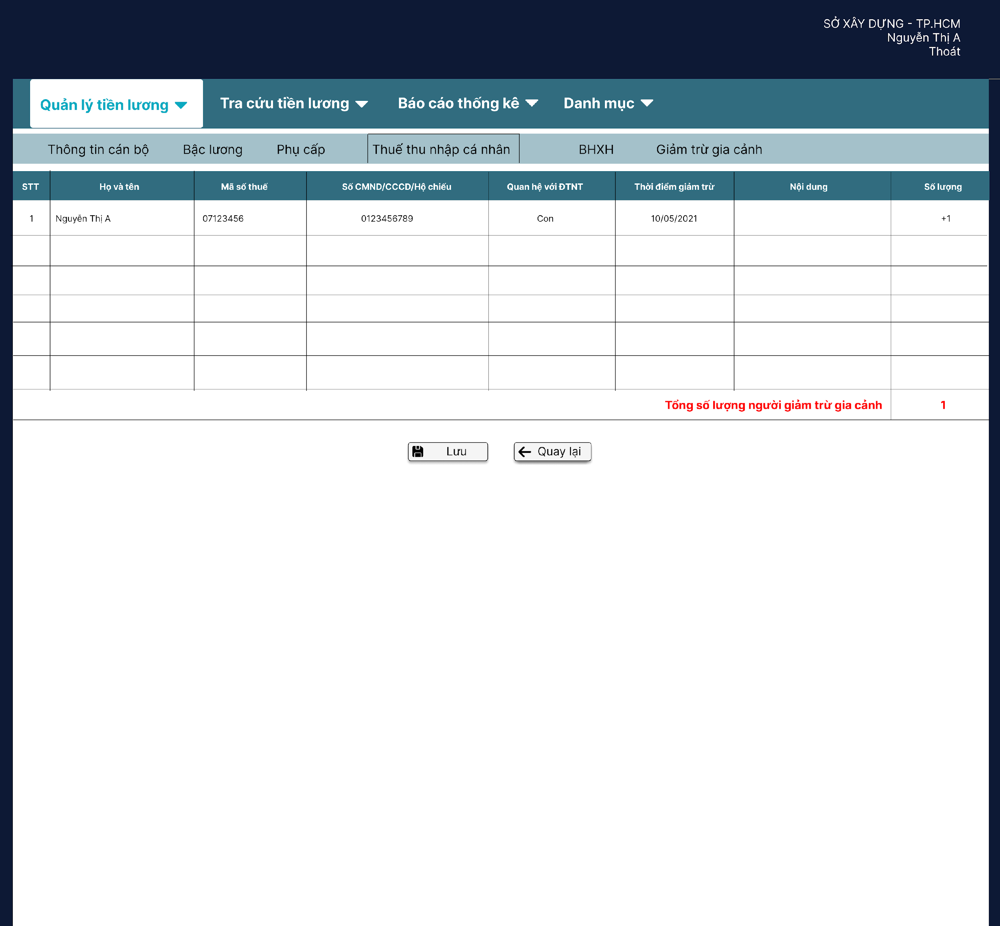 SỞ XÂY DỰNG - TP.HCM
Nguyễn Thị A
Thoát
Quản lý tiền lương Tra cứu tiền lương Báo cáo thống kê Danh mục
Thông tin cán bộ Bậc lương Phụ cấp Thuế thu nhập cá nhân BHXH Giảm trừ gia cảnh
STT Họ và tên Mã số thuế Số CMND/CCCD/Hộ chiếu Quan hệ với ĐTNT Thời điểm giảm trừ Nội dung Số lượng
1 Nguyễn Thị A 07123456 0123456789 Con 10/05/2021 +1
Tổng số lượng người giảm trừ gia cảnh 1
Lưu Quay lại